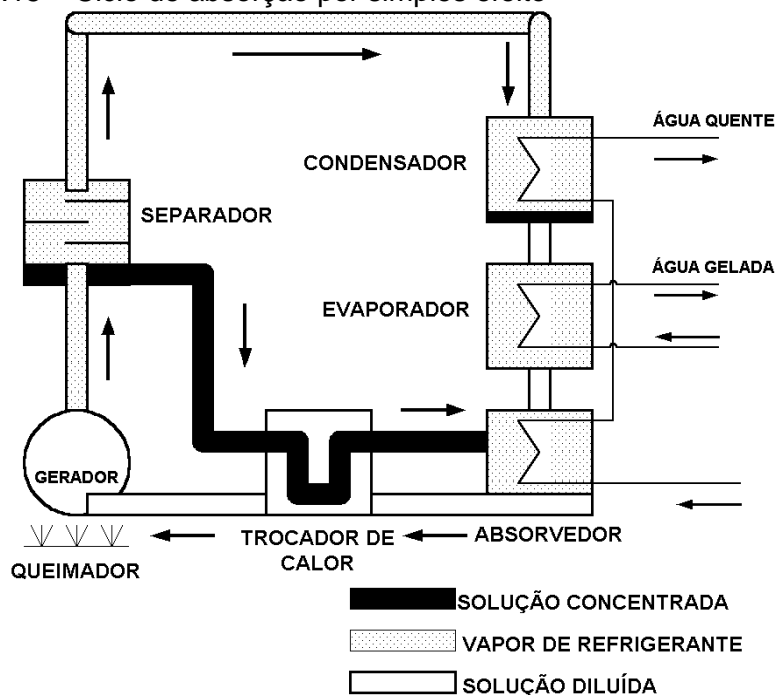 ÁGUA QUENTE
CONDENSADOR
SEPARADOR
ÁGUA GELADA
EVAPORADOR
GERADOR
TROCADOR DE
CALOR
ABSORVEDOR
QUEIMADOR
SOLUÇÃO CONCENTRADA
VAPOR DE REFRIGERANTE
SOLUÇÃO DILUÍDA